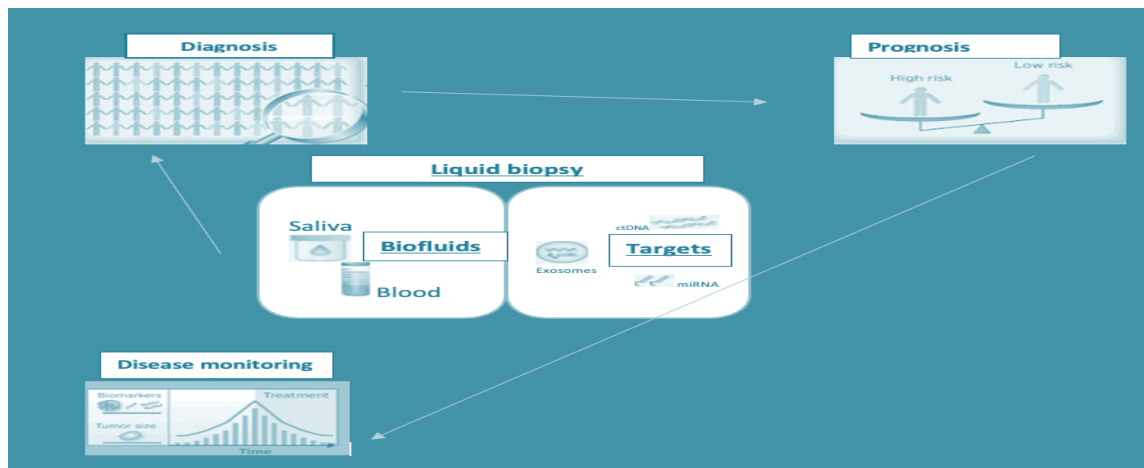 Diagnosis
Prognosis
High risk
Low risk
Liquid biopsy
Saliva
Biofluids
Blood
ctDNA
Targets
Exosomes
miRNA
Disease monitoring
Biomarkers
Treatment
Tumor size
Time